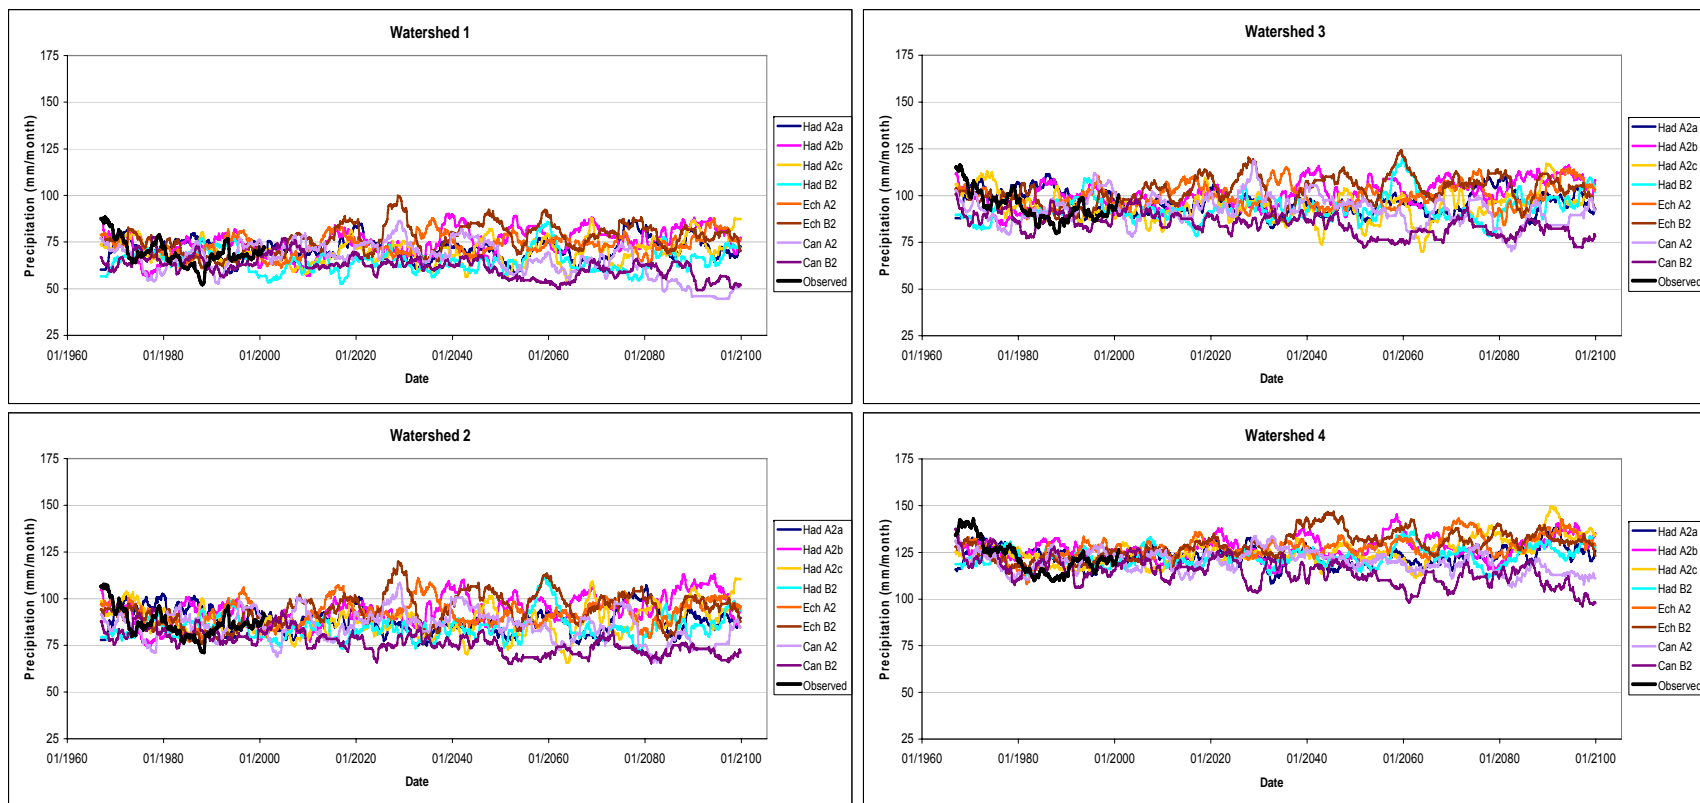 Watershed 1
175
150
125
100
75
50
25
Precipitation (mm/month)
01/1960 01/1980 01/2000 01/2020 01/2040 01/2060 01/2080 01/2100
Date
Had A2a
Had A2b
Had A2c
Had B2
Ech A2
Ech B2
Can A2
Can B2
Observed
Watershed 3
175
150
125
100
75
50
25
Precipitation (mm/month)
01/1960 01/1980 01/2000 01/2020 01/2040 01/2060 01/2080 01/2100
Date
Had A2a
Had A2b
Had A2c
Had B2
Ech A2
Ech B2
Can A2
Can B2
Observed
Watershed 2
175
150
125
100
75
50
25
Precipitation (mm/month)
01/1960 01/1980 01/2000 01/2020 01/2040 01/2060 01/2080 01/2100
Date
Had A2a
Had A2b
Had A2c
Had B2
Ech A2
Ech B2
Can A2
Can B2
Observed
Watershed 4
175
150
125
100
75
50
25
Precipitation (mm/month)
01/1960 01/1980 01/2000 01/2020 01/2040 01/2060 01/2080 01/2100
Date
Had A2a
Had A2b
Had A2c
Had B2
Ech A2
Ech B2
Can A2
Can B2
Observed